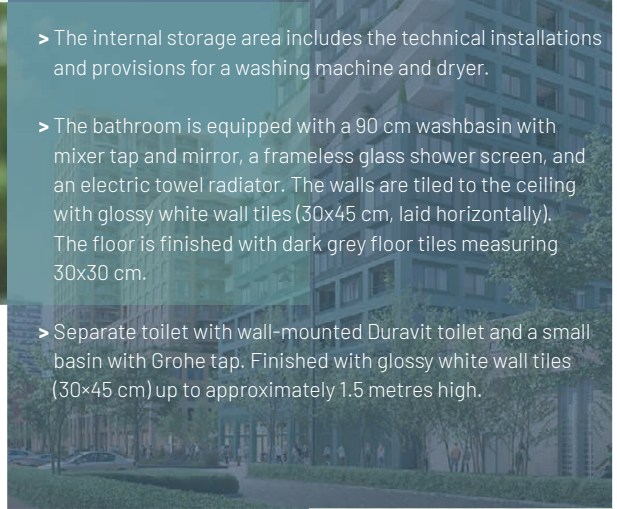 > The internal storage area includes the technical installations
and provisions for a washing machine and dryer.
> The bathroom is equipped with a 90 cm washbasin with
mixer tap and mirror, a frameless glass shower screen, and
an electric towel radiator. The walls are tiled to the ceiling
with glossy white wall tiles (30x45 cm, laid horizontally).
The floor is finished with dark grey floor tiles measuring
30x30 cm.
> Separate toilet with wall-mounted Duravit toilet and a small
basin with Grohe tap. Finished with glossy white wall tiles
(30×45 cm) up to approximately 1.5 metres high.